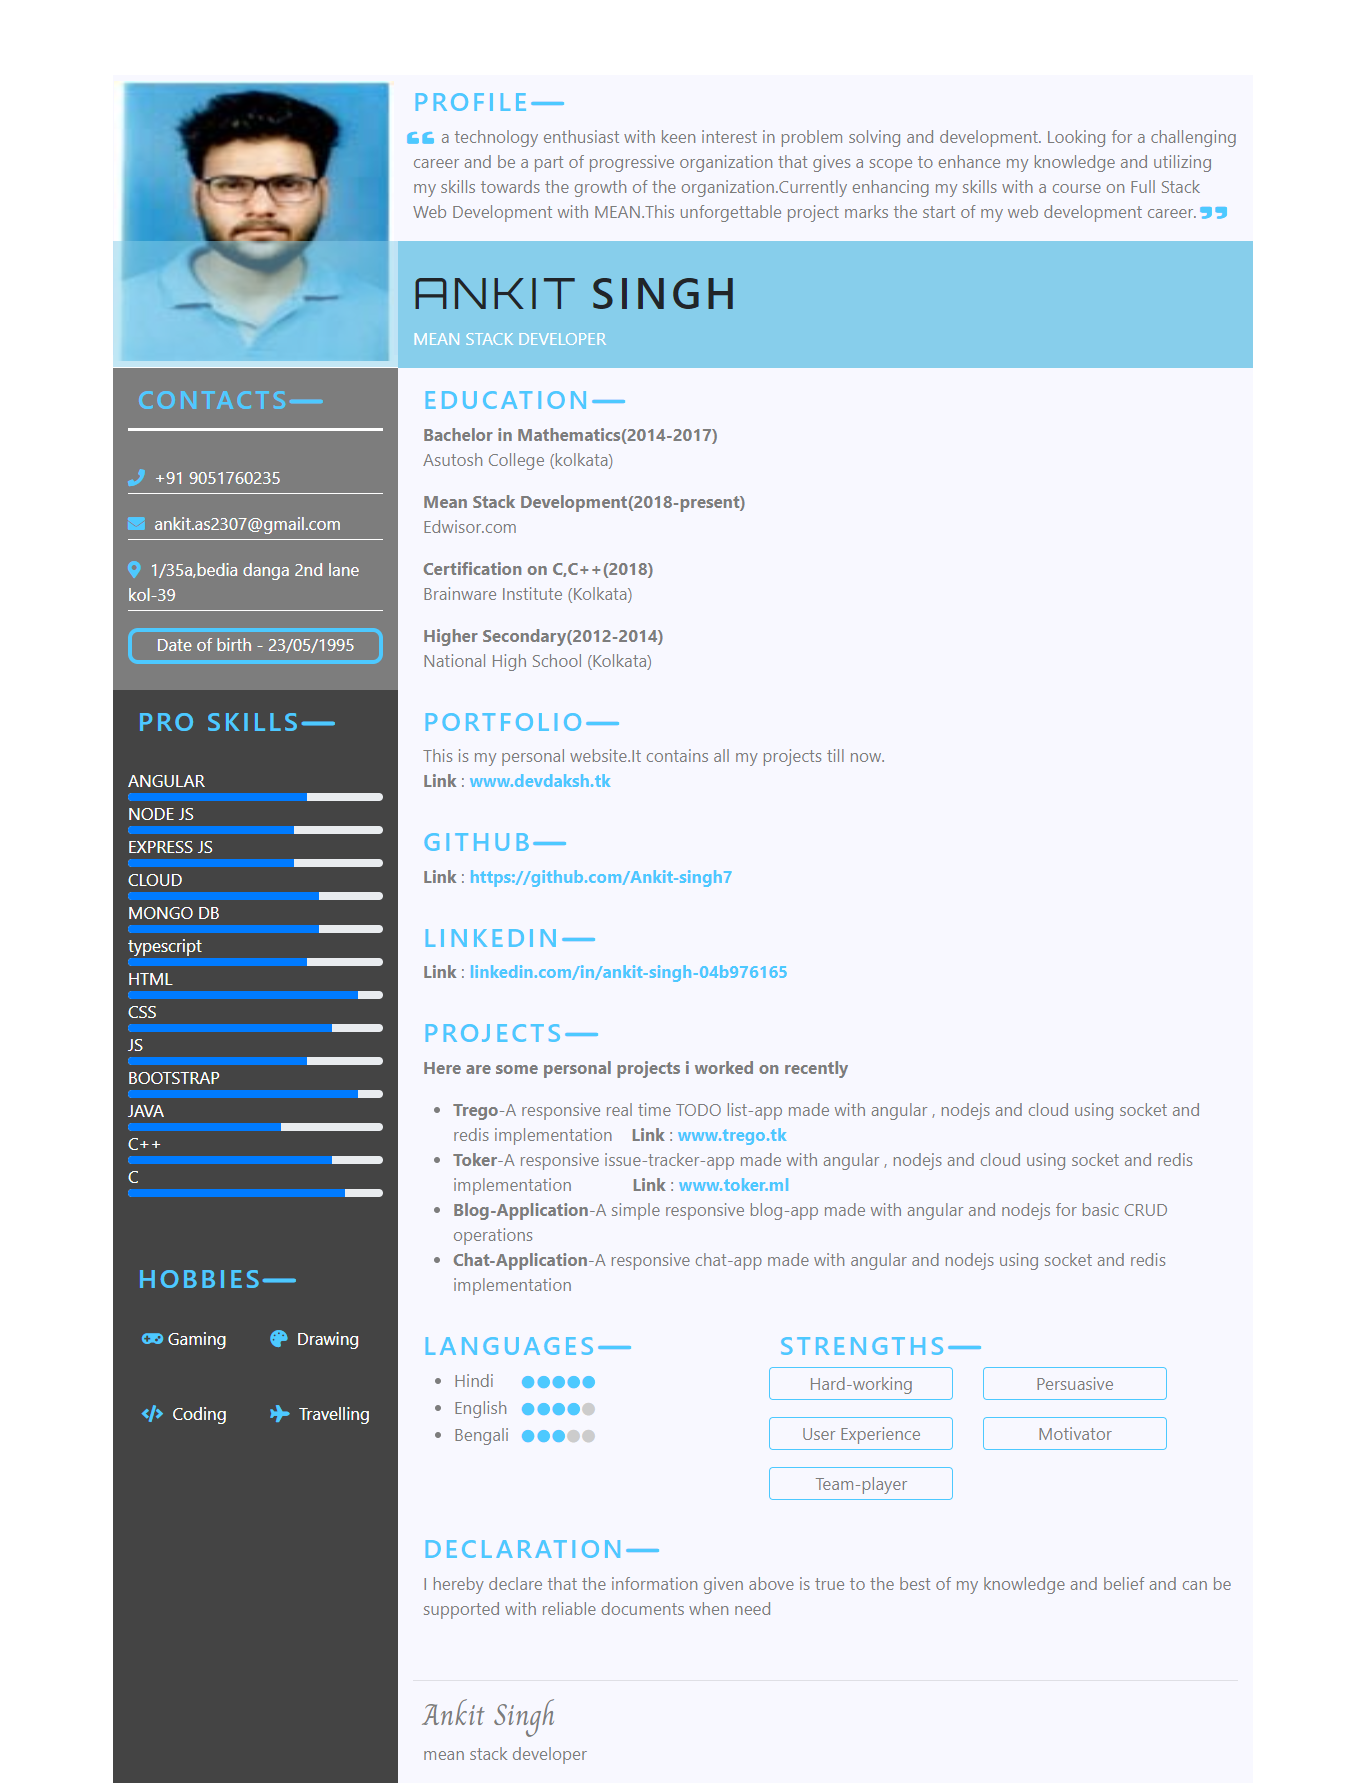 PROFILE
a technology enthusiast with keen interest in problem solving and development. Looking for a challenging
career and be a part of progressive organization that gives a scope to enhance my knowledge and utilizing
my skills towards the growth of the organization.Currently enhancing my skills with a course on Full Stack
Web Development with MEAN.This unforgettable project marks the start of my web development career.
ANKIT SINGH
MEAN STACK DEVELOPER
CONTACTS
+91 9051760235
ankit.as2307@gmail.com
1/35a,bedia danga 2nd lane
kol-39
Date of birth - 23/05/1995
PRO SKILLS
ANGULAR
NODE JS
EXPRESS JS
CLOUD
MONGO DB
typescript
HTML
CSS
JS
BOOTSTRAP
JAVA
C++
C
HOBBIES
Gaming
Drawing
Coding
Travelling
EDUCATION
Bachelor in Mathematics(2014-2017)
Asutosh College (kolkata)
Mean Stack Development(2018-present)
Edwisor.com
Certification on C,C++(2018)
Brainware Institute (Kolkata)
Higher Secondary(2012-2014)
National High School (Kolkata)
PORTFOLIO
This is my personal website.It contains all my projects till now.
Link : www.devdaksh.tk
GITHUB
Link : https://github.com/Ankit-singh7
LINKEDIN
Link : linkedin.com/in/ankit-singh-04b976165
PROJECTS
Here are some personal projects i worked on recently
• Trego-A responsive real time TODO list-app made with angular , nodejs and cloud using socket and
redis implementation Link : www.trego.tk
• Toker-A responsive issue-tracker-app made with angular , nodejs and cloud using socket and redis
implementation Link : www.toker.ml
• Blog-Application-A simple responsive blog-app made with angular and nodejs for basic CRUD
operations
• Chat-Application-A responsive chat-app made with angular and nodejs using socket and redis
implementation
LANGUAGES
• Hindi
• English
• Bengali
STRENGTHS
Hard-working
Persuasive
User Experience
Motivator
Team-player
DECLARATION
I hereby declare that the information given above is true to the best of my knowledge and belief and can be
supported with reliable documents when need
Ankit Singh
mean stack developer